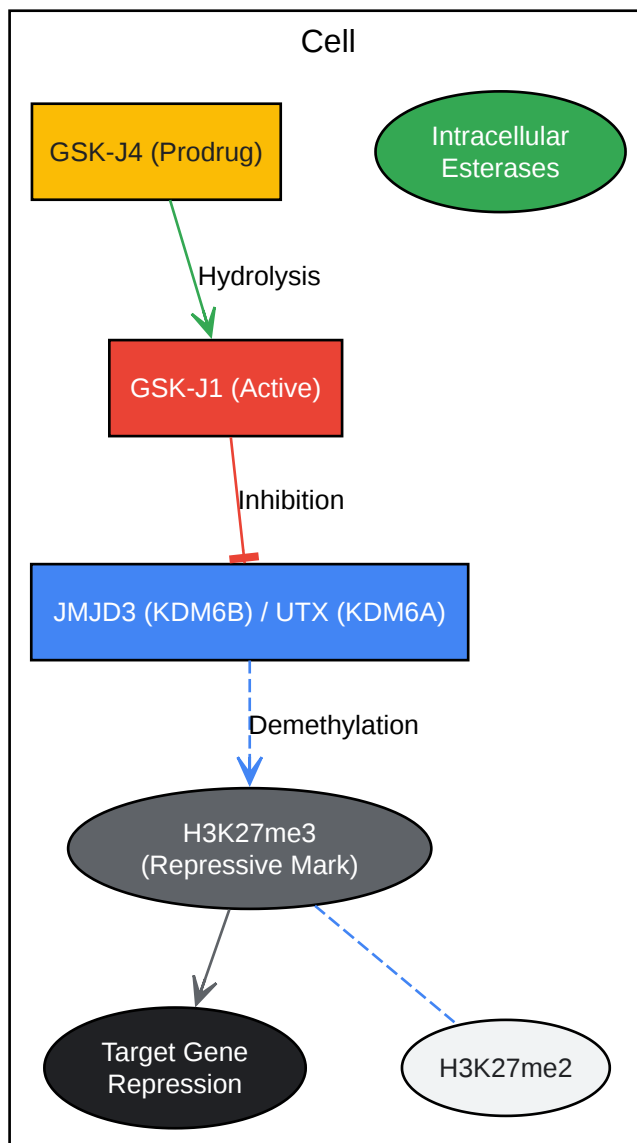 Cell
GSK-J4 (Prodrug)
Intracellular
Esterases
Hydrolysis
GSK-J1 (Active)
Inhibition
JMJD3 (KDM6B) / UTX (KDM6A)
Demethylation
H3K27me3
(Repressive Mark)
Target Gene
Repression
H3K27me2